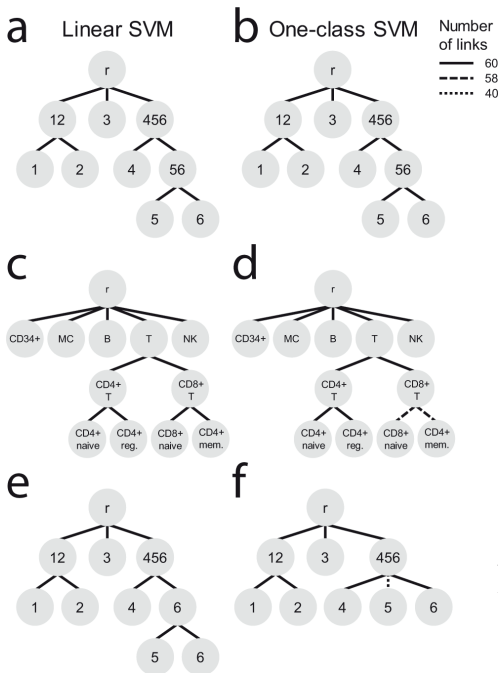 a Linear SVM
b One-class SVM
Number
of links
60
58
40
r
12 3 456
1 2 4 56
5 6
r
12 3 456
1 2 4 56
5 6
c
r
CD34+ MC B T NK
CD4+
T
CD8+
T
CD4+
naive
CD4+
reg.
CD8+
naive
CD4+
mem.
d
r
CD34+ MC B T NK
CD4+
T
CD8+
T
CD4+
naive
CD4+
reg.
CD8+
naive
CD4+
mem.
e
r
12 3 456
1 2 4 6
5 6
f
r
12 3 456
1 2 4 5 6